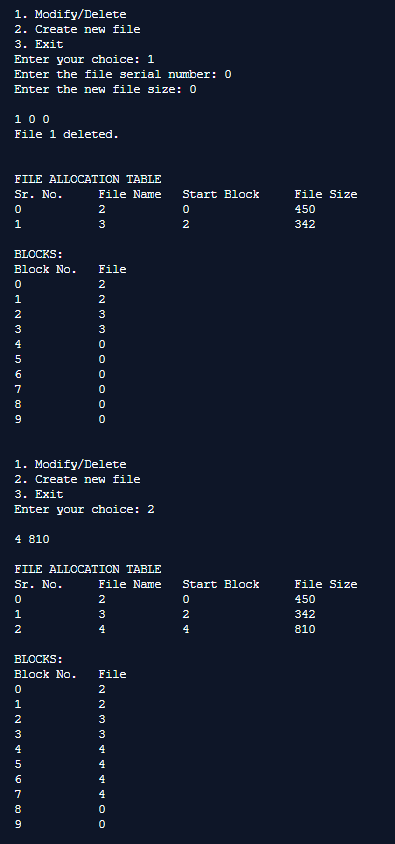 1. Modify/Delete
2. Create new file
3. Exit
Enter your choice: 1
Enter the file serial number: 0
Enter the new file size: 0
1 0 0
File 1 deleted.
FILE ALLOCATION TABLE
Sr. No. File Name Start Block File Size
0 2 0 450
1 3 2 342
BLOCKS:
Block No. File
0 2
1 2
2 3
3 3
4 0
5 0
6 0
7 0
8 0
9 0
1. Modify/Delete
2. Create new file
3. Exit
Enter your choice: 2
4 810
FILE ALLOCATION TABLE
Sr. No. File Name Start Block File Size
0 2 0 450
1 3 2 342
2 4 4 810
BLOCKS:
Block No. File
0 2
1 2
2 3
3 3
4 4
5 4
6 4
7 4
8 0
9 0